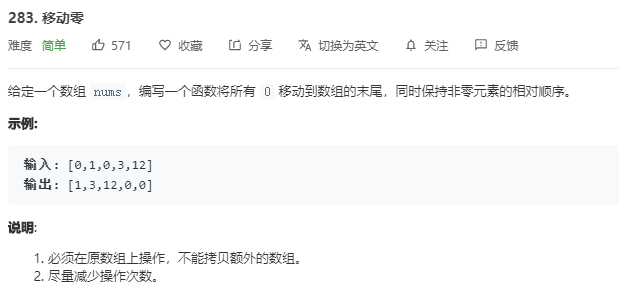 283. 移动零
难度 简单 571 收藏 分享 切换为英文 关注 反馈
给定一个数组 nums，编写一个函数将所有 0 移动到数组的末尾，同时保持非零元素的相对顺序。
示例:
输入: [0,1,0,3,12]
输出: [1,3,12,0,0]
说明:
1. 必须在原数组上操作，不能拷贝额外的数组。
2. 尽量减少操作次数。